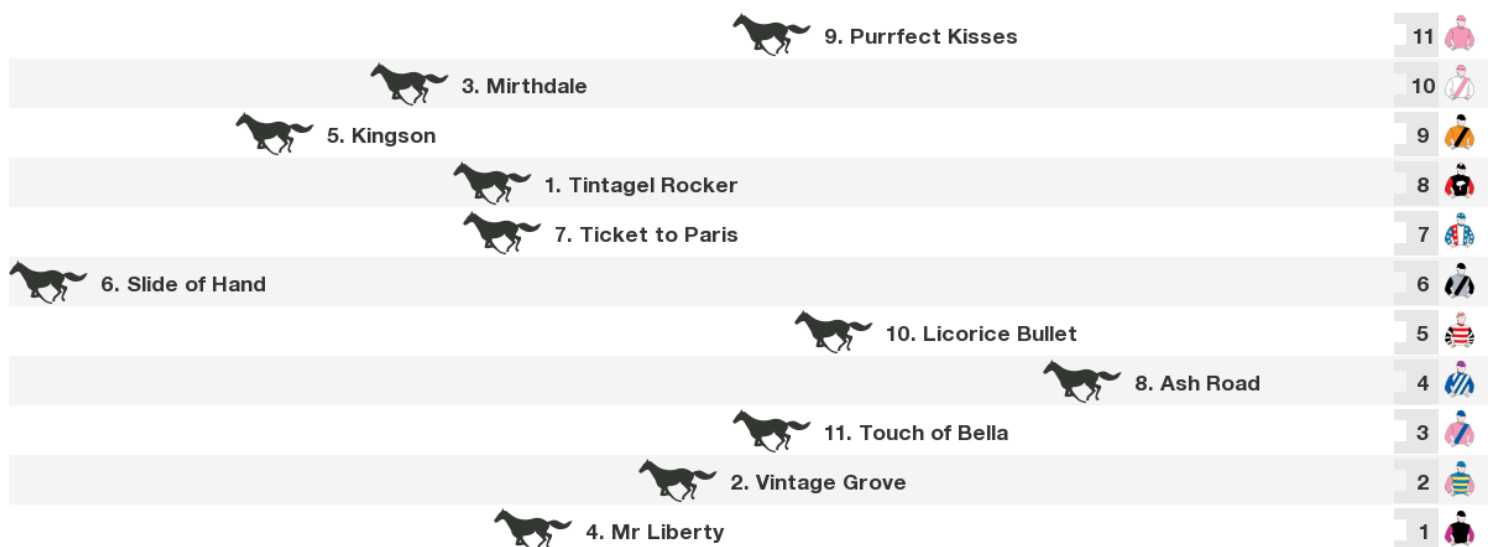 9. Purrfect Kisses 11
3. Mirthdale 10
5. Kingson 9
1. Tintagel Rocker 8
7. Ticket to Paris 7
6. Slide of Hand 6
10. Licorice Bullet 5
8. Ash Road 4
11. Touch of Bella 3
2. Vintage Grove 2
4. Mr Liberty 1